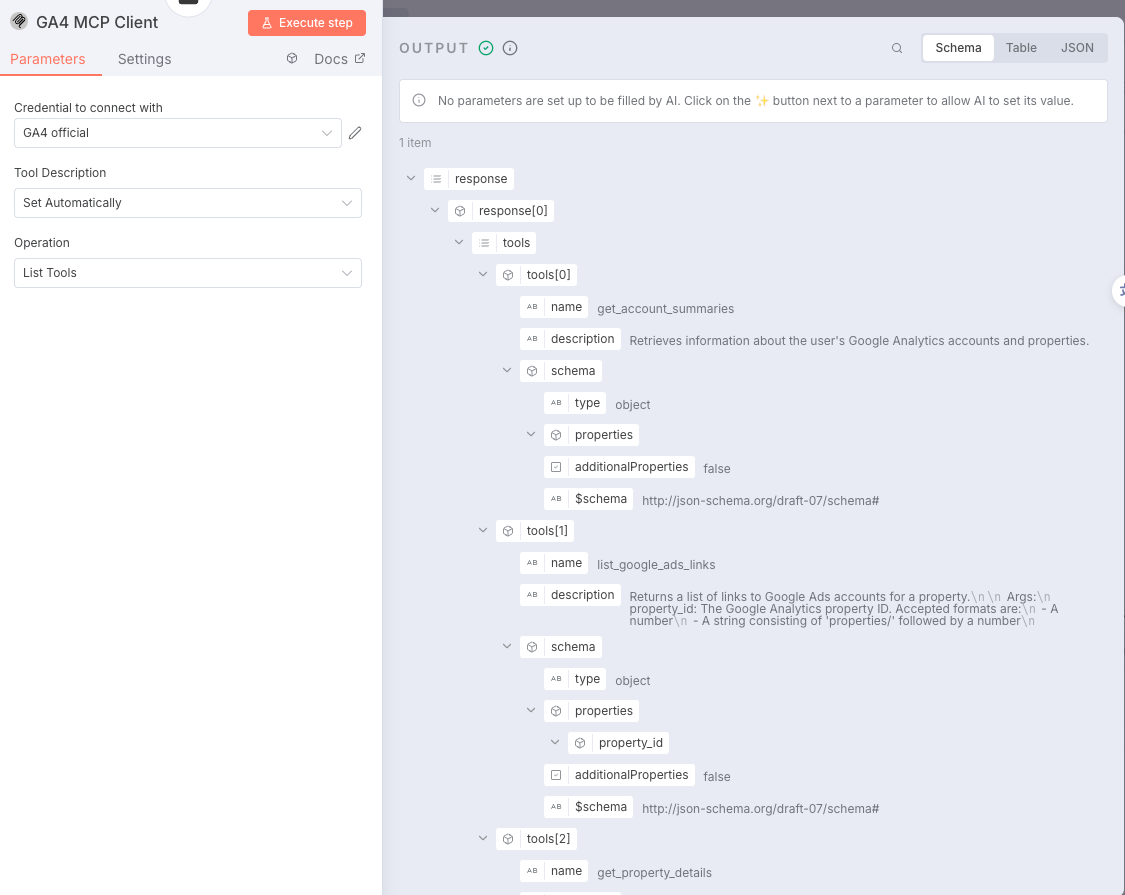 GA4 MCP Client
Execute step
Parameters
Settings
Docs
Credential to connect with
GA4 official
Tool Description
Set Automatically
Operation
List Tools
OUTPUT
Schema
Table
JSON
No parameters are set up to be filled by AI. Click on the ✨ button next to a parameter to allow AI to set its value.
1 item
response
response[0]
tools
tools[0]
AB name get_account_summaries
AB description Retrieves information about the user's Google Analytics accounts and properties.
schema
AB type object
properties
additionalProperties false
AB $schema http://json-schema.org/draft-07/schema#
tools[1]
AB name list_google_ads_links
AB description Returns a list of links to Google Ads accounts for a property.\n\n Args:\n
property_id: The Google Analytics property ID. Accepted formats are:\n - A
number\n - A string consisting of 'properties/' followed by a number\n
schema
AB type object
properties
property_id
additionalProperties false
AB $schema http://json-schema.org/draft-07/schema#
tools[2]
AB name get_property_details